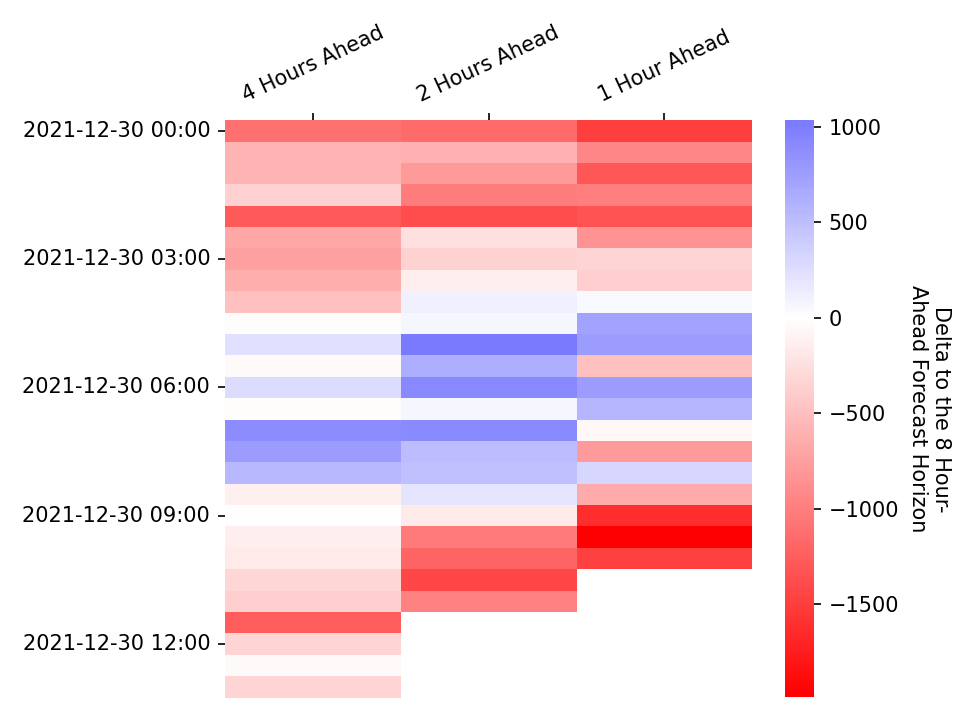 4 Hours Ahead
2 Hours Ahead
1 Hour Ahead
2021-12-30 00:00
2021-12-30 03:00
2021-12-30 06:00
2021-12-30 09:00
2021-12-30 12:00
1000
500
0
−500
−1000
−1500
Delta to the 8 Hour-
Ahead Forecast Horizon